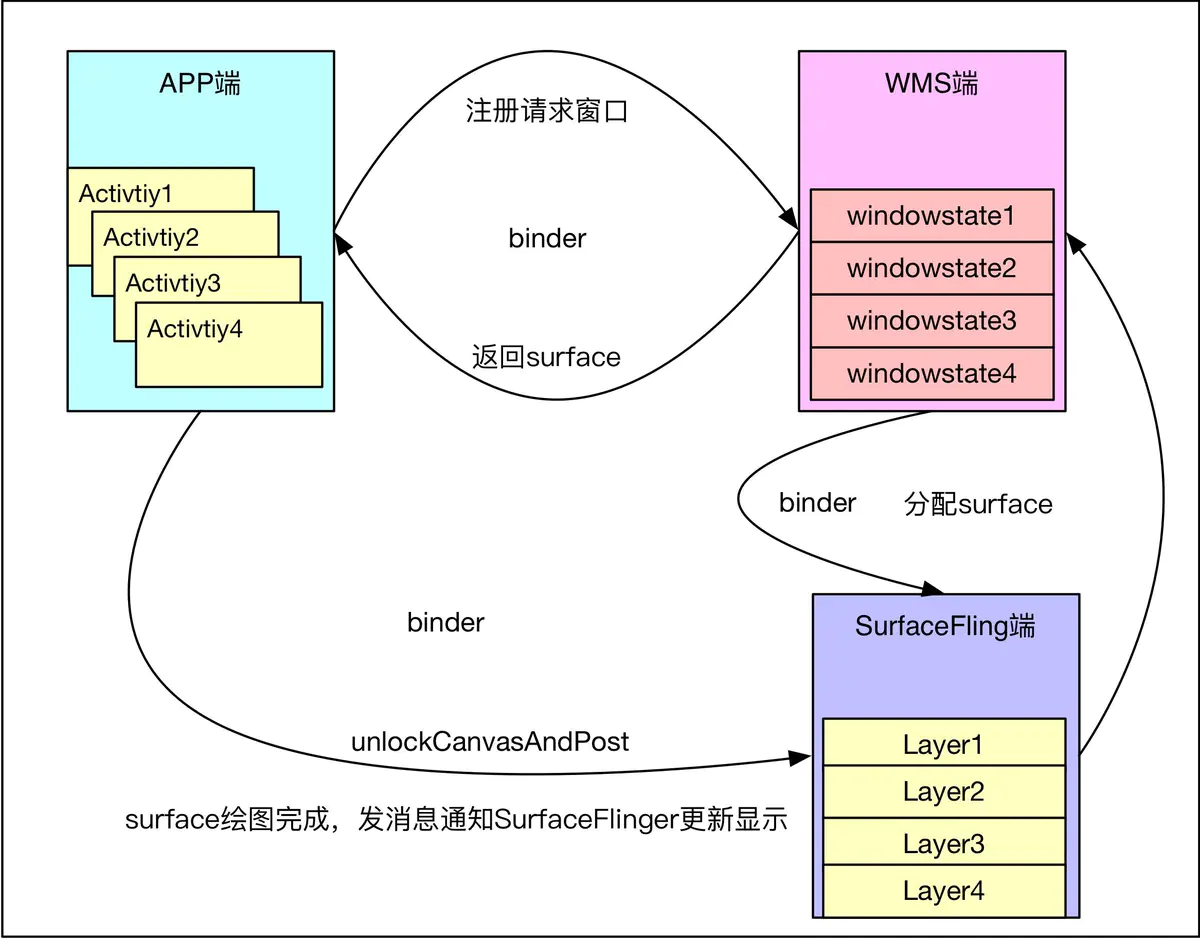 APP端
WMS端
注册请求窗口
Activtiy1
Activtiy2
Activtiy3
Activtiy4
binder
windowstate1
windowstate2
windowstate3
windowstate4
返回surface
binder
分配surface
binder
SurfaceFling端
unlockCanvasAndPost
Layer1
Layer2
Layer3
Layer4
surface绘图完成，发消息通知SurfaceFlinger更新显示